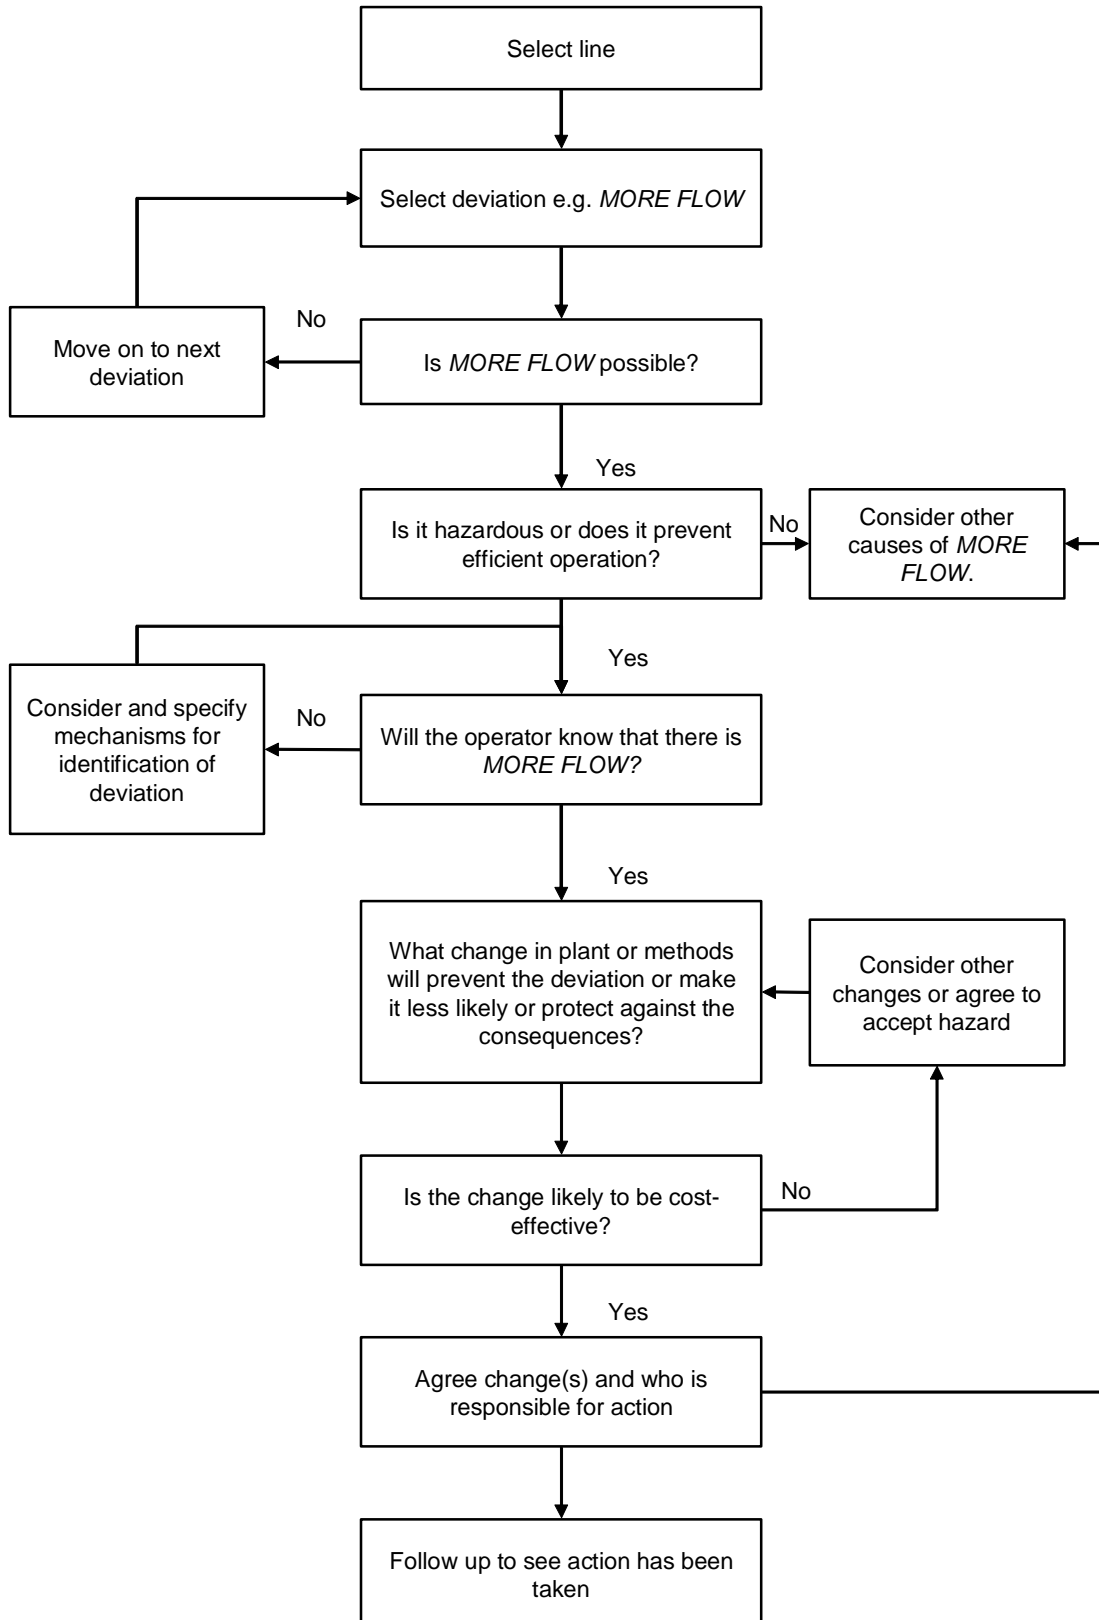 Select line
Select deviation e.g. MORE FLOW
No
Move on to next
deviation
Is MORE FLOW possible?
Yes
Is it hazardous or does it prevent
efficient operation?
No
Consider other
causes of MORE
FLOW.
Yes
Consider and specify
mechanisms for
identification of
deviation
No
Will the operator know that there is
MORE FLOW?
Yes
What change in plant or methods
will prevent the deviation or make
it less likely or protect against the
consequences?
Consider other
changes or agree to
accept hazard
Is the change likely to be cost-
effective?
No
Yes
Agree change(s) and who is
responsible for action
Follow up to see action has been
taken